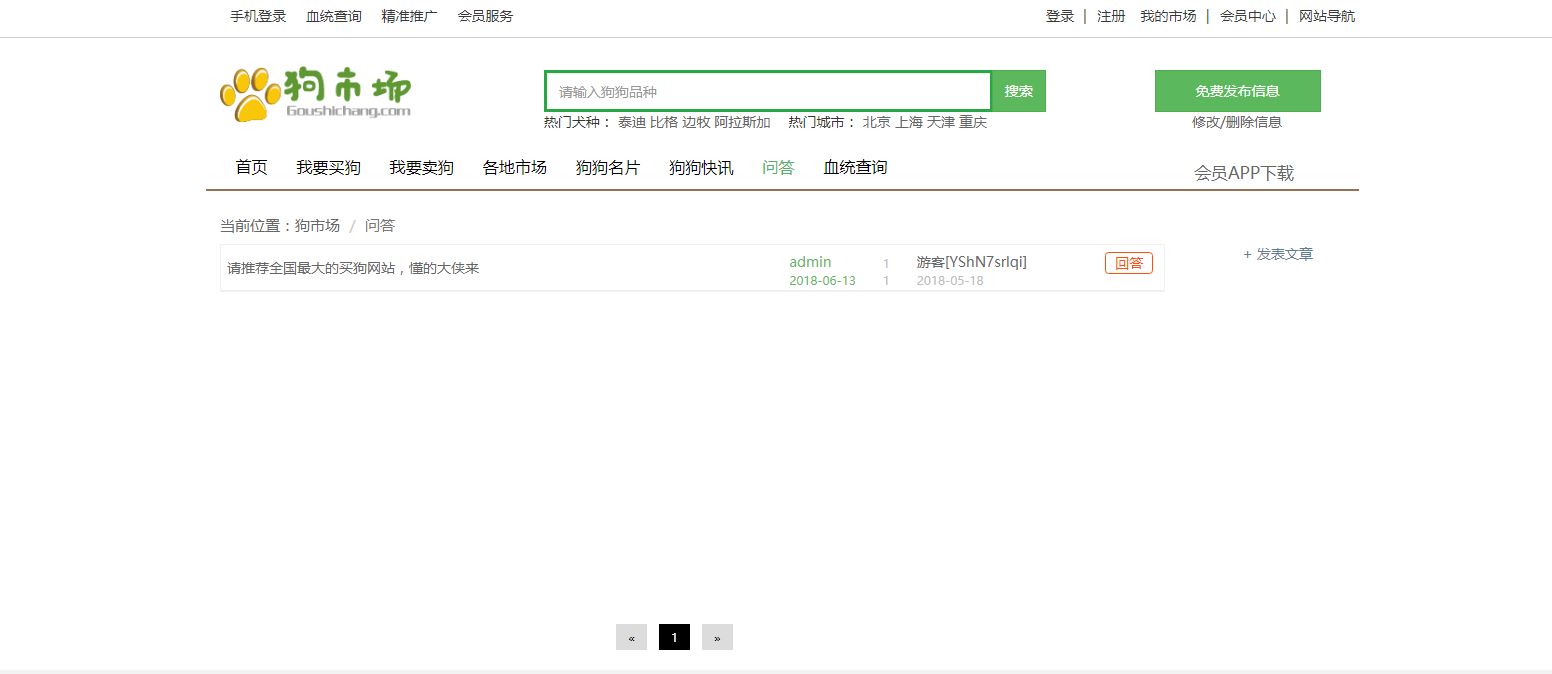 手机登录 血统查询 精准推广 会员服务 登录 | 注册 我的市场 | 会员中心 | 网站导航
狗市场
Goushichang.com
请输入狗狗品种 搜索 免费发布信息
热门犬种： 泰迪 比格 边牧 阿拉斯加 热门城市： 北京 上海 天津 重庆 修改/删除信息
首页 我要买狗 我要卖狗 各地市场 狗狗名片 狗狗快讯 问答 血统查询 会员APP下载
当前位置：狗市场 / 问答
请推荐全国最大的买狗网站，懂的大侠来 admin 1 游客[YShN7srlqi] 回答 + 发表文章
2018-06-13 1 2018-05-18
« 1 »